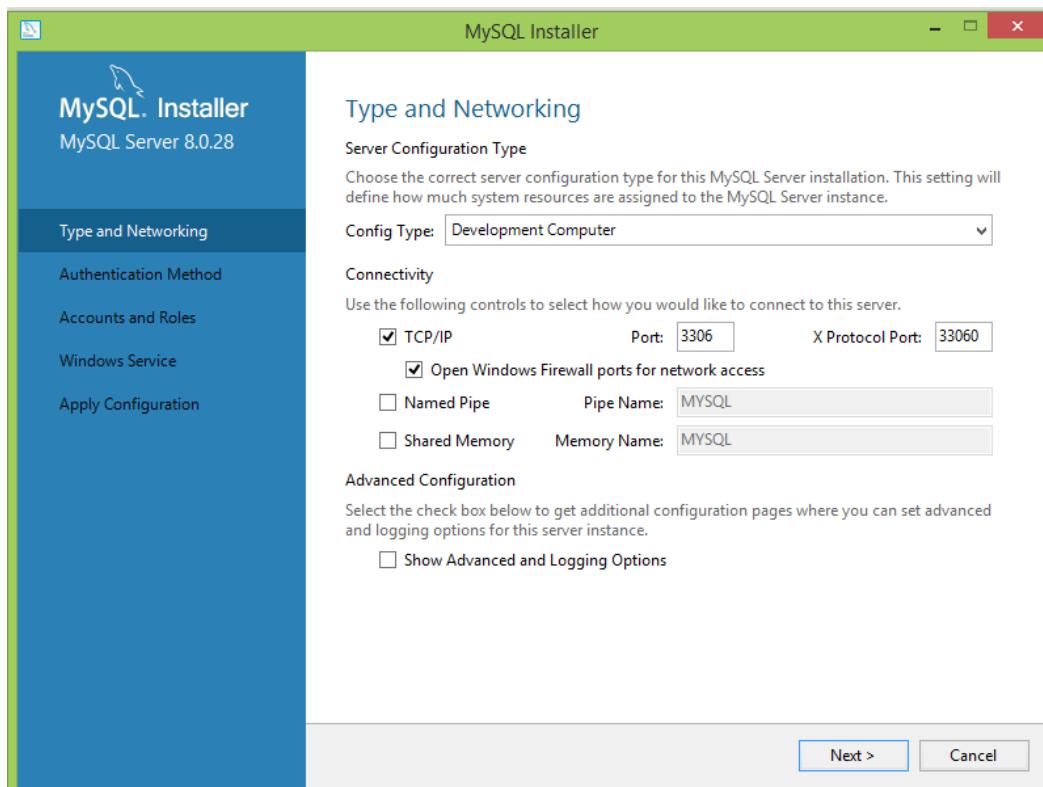 MySQL Installer
MySQL. Installer
MySQL Server 8.0.28
Type and Networking
Authentication Method
Accounts and Roles
Windows Service
Apply Configuration
Type and Networking
Server Configuration Type
Choose the correct server configuration type for this MySQL Server installation. This setting will
define how much system resources are assigned to the MySQL Server instance.
Config Type: Development Computer
Connectivity
Use the following controls to select how you would like to connect to this server.
TCP/IP Port: 3306 X Protocol Port: 33060
Open Windows Firewall ports for network access
Named Pipe Pipe Name: MYSQL
Shared Memory Memory Name: MYSQL
Advanced Configuration
Select the check box below to get additional configuration pages where you can set advanced
and logging options for this server instance.
Show Advanced and Logging Options
Next > Cancel